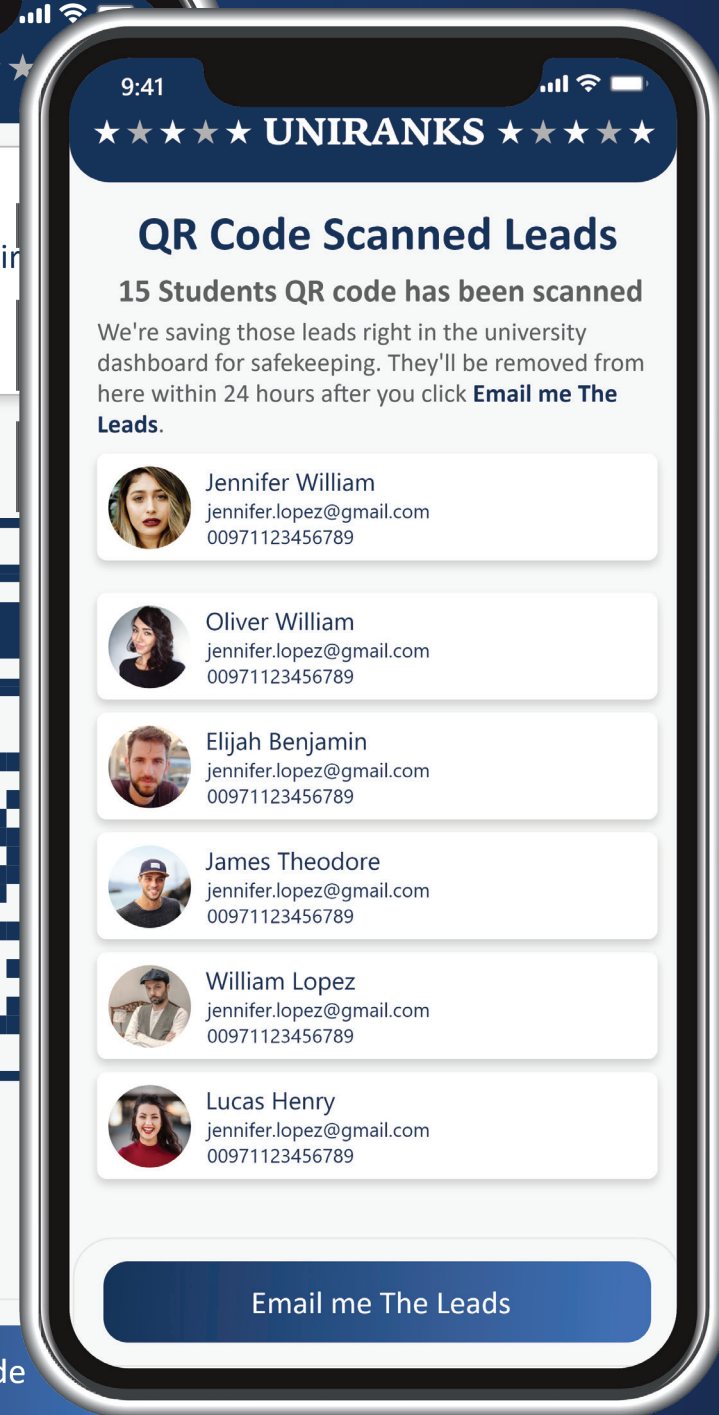 9:41
UNIRANKS
QR Code Scanned Leads
15 Students QR code has been scanned
We're saving those leads right in the university
dashboard for safekeeping. They'll be removed from
here within 24 hours after you click Email me The
Leads.
Jennifer William
jennifer.lopez@gmail.com
00971123456789
Oliver William
jennifer.lopez@gmail.com
00971123456789
Elijah Benjamin
jennifer.lopez@gmail.com
00971123456789
James Theodore
jennifer.lopez@gmail.com
00971123456789
William Lopez
jennifer.lopez@gmail.com
00971123456789
Lucas Henry
jennifer.lopez@gmail.com
00971123456789
Email me The Leads